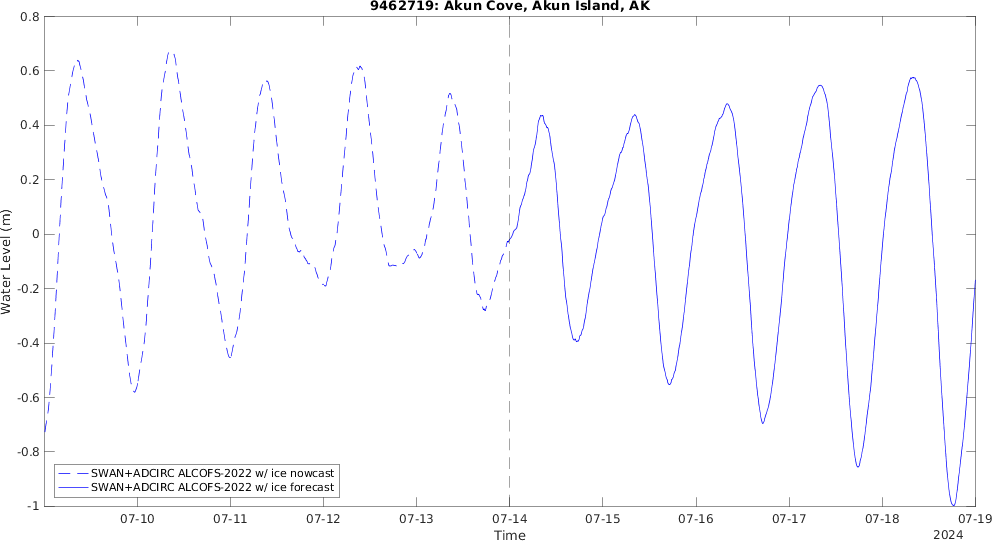 9462719: Akun Cove, Akun Island, AK
0.8
0.6
0.4
0.2
0
-0.2
-0.4
-0.6
-0.8
-1
Water Level (m)
SWAN+ADCIRC ALCOFS-2022 w/ ice nowcast
SWAN+ADCIRC ALCOFS-2022 w/ ice forecast
07-10 07-11 07-12 07-13 07-14 07-15 07-16 07-17 07-18 07-19
Time
2024